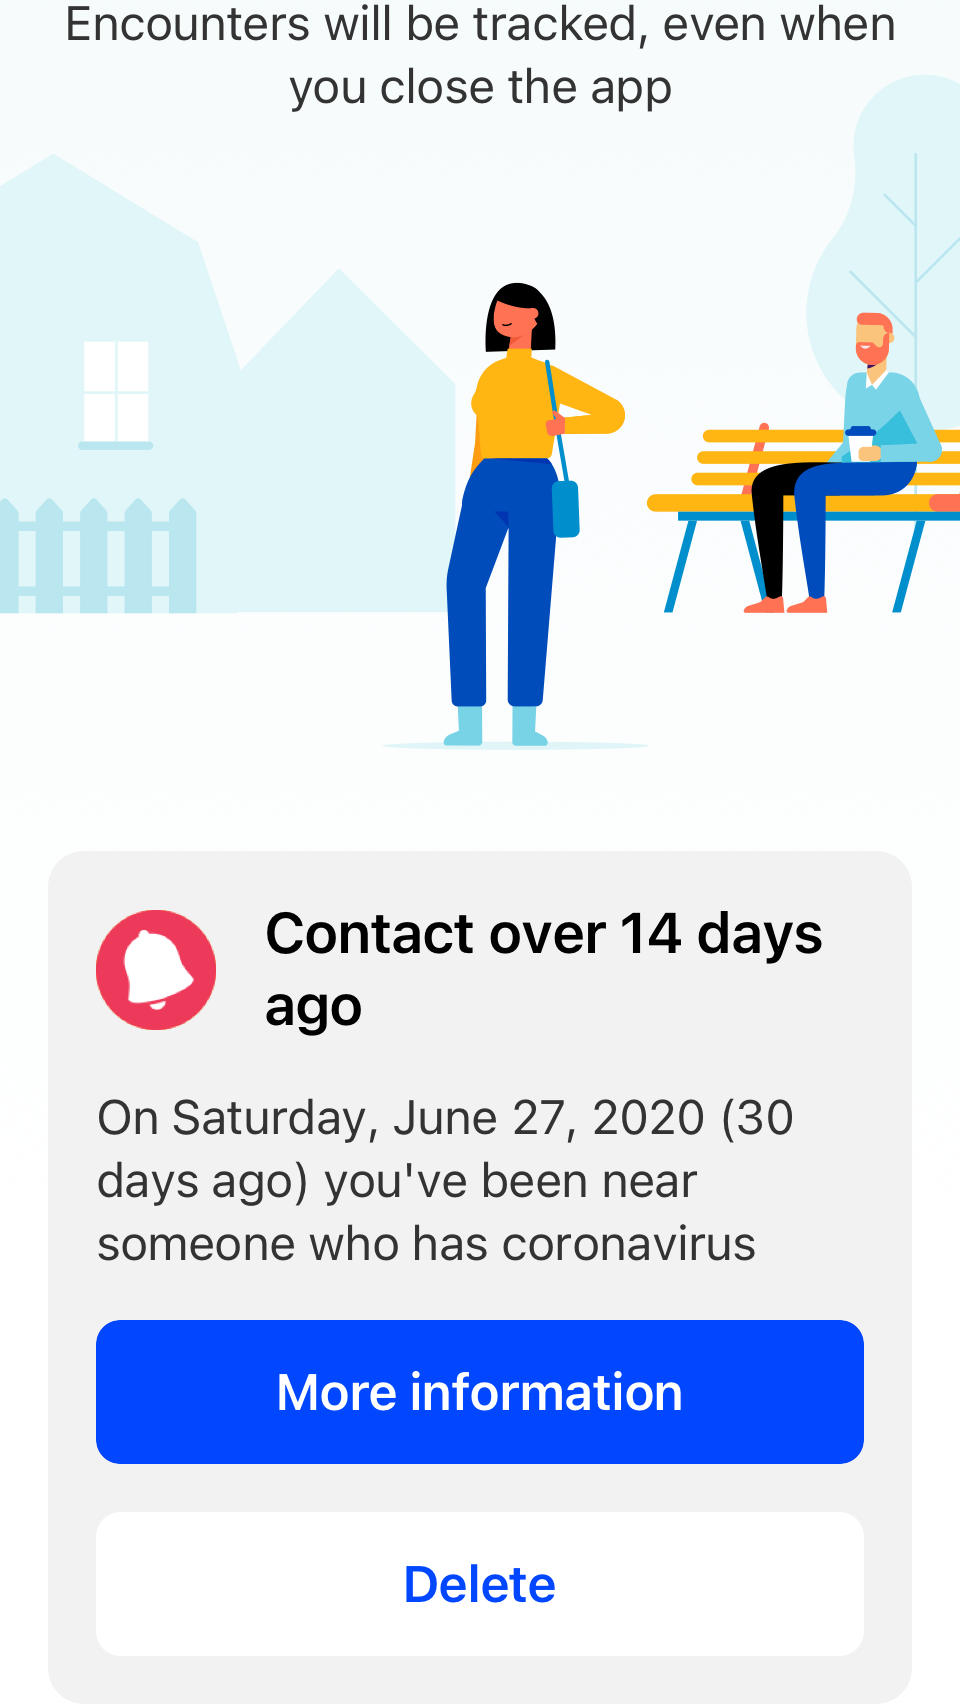 Encounters will be tracked, even when
you close the app
Contact over 14 days
ago
On Saturday, June 27, 2020 (30
days ago) you've been near
someone who has coronavirus
More information
Delete